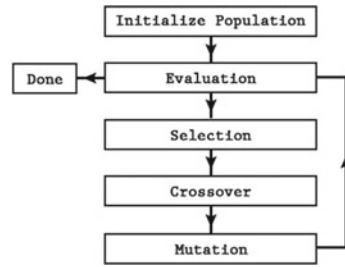 Initialize Population
Done
Evaluation
Selection
Crossover
Mutation